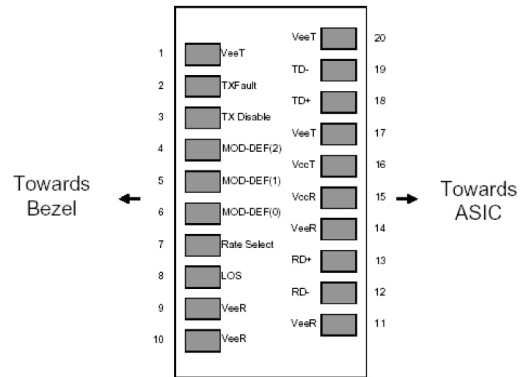 VeeT 20
1 VeeT
TD- 19
2 TXFault
TD+ 18
3 TX Disable
VeeT 17
4 MOD-DEF(2)
VccT 16
5 MOD-DEF(1)
Towards
Bezel
VccR 15
Towards
ASIC
6 MOD-DEF(0)
VeeR 14
7 Rate Select
RD+ 13
8 LOS
RD- 12
9 VeeR
VeeR 11
10 VeeR